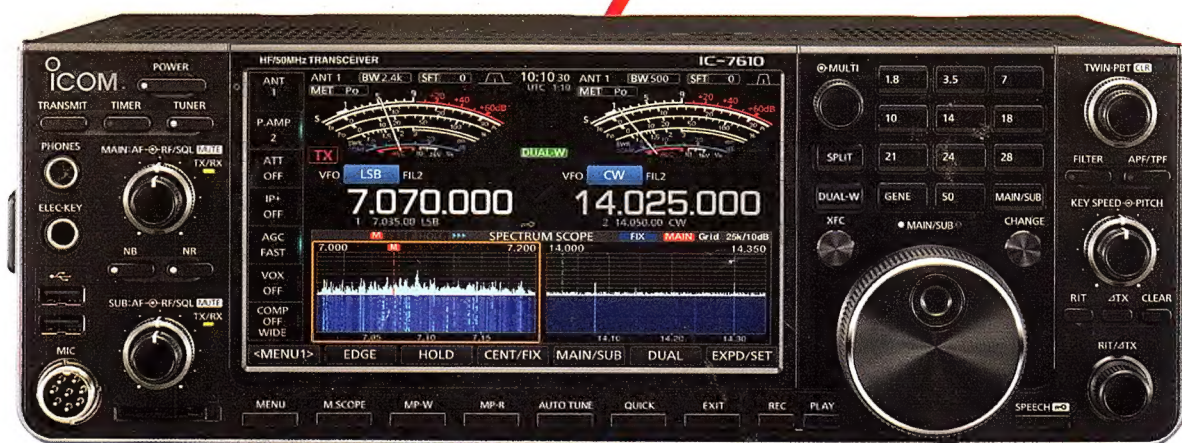 ICOM
POWER
TRANSMIT TIMER TUNER
PHONES
MAIN: AF RF/SQL MUTE
TX/RX
ELEC-KEY
NB NR
SUB: AF RF/SQL MUTE
TX/RX
MIC
HF/50MHz TRANSCEIVER IC-7610
ANT 1
P.AMP 2
ATT OFF
IP+ OFF
AGC FAST
VOX OFF
COMP OFF
WIDE
ANT 1 BW 2.4k SFT 0 10:10 30 ANT 1 BW 500 SFT 0
MET Po UTC 1:10 MET Po
S 1 5 9 +20 +40 +60dB
TX DUAL-W
VFO LSB FIL2 VFO CW FIL2
7.070.000 14.025.000
1 7.035.00 LSB 2 14.050.00 CW
M SPECTRUM SCOPE FIX MAIN Grid 25k/10dB
7.000 M 7.200 14.000 14.350
7.05 7.10 7.15 14.10 14.20 14.30
<MENU1> EDGE HOLD CENT/FIX MAIN/SUB DUAL EXPD/SET
MENU M.SCOPE MP-W MP-R AUTO TUNE QUICK EXIT REC PLAY
MULTI
1.8 3.5 7
10 14 18
SPLIT 21 24 28
DUAL-W GENE 50 MAIN/SUB
XFC MAIN/SUB CHANGE
SPEECH
TWIN-PBT CLR
FILTER APF/TPF
KEY SPEED PITCH
RIT ⊿TX CLEAR
RIT/⊿TX